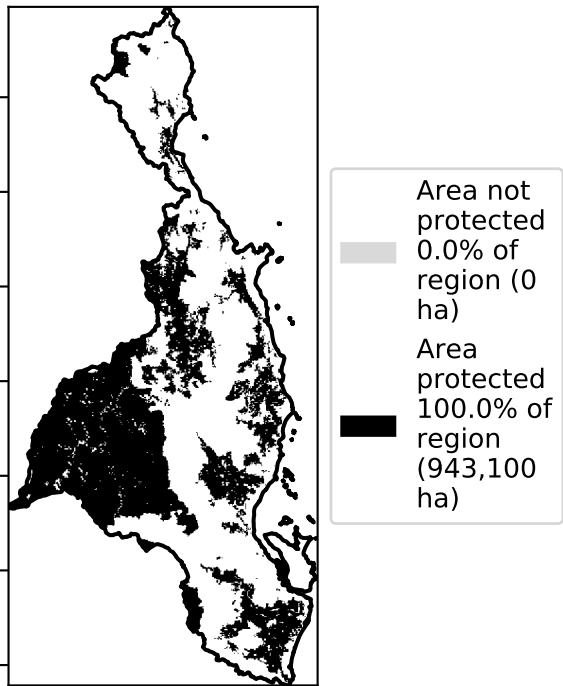 Area not
protected
0.0% of
region (0
ha)
Area
protected
100.0% of
region
(943,100
ha)